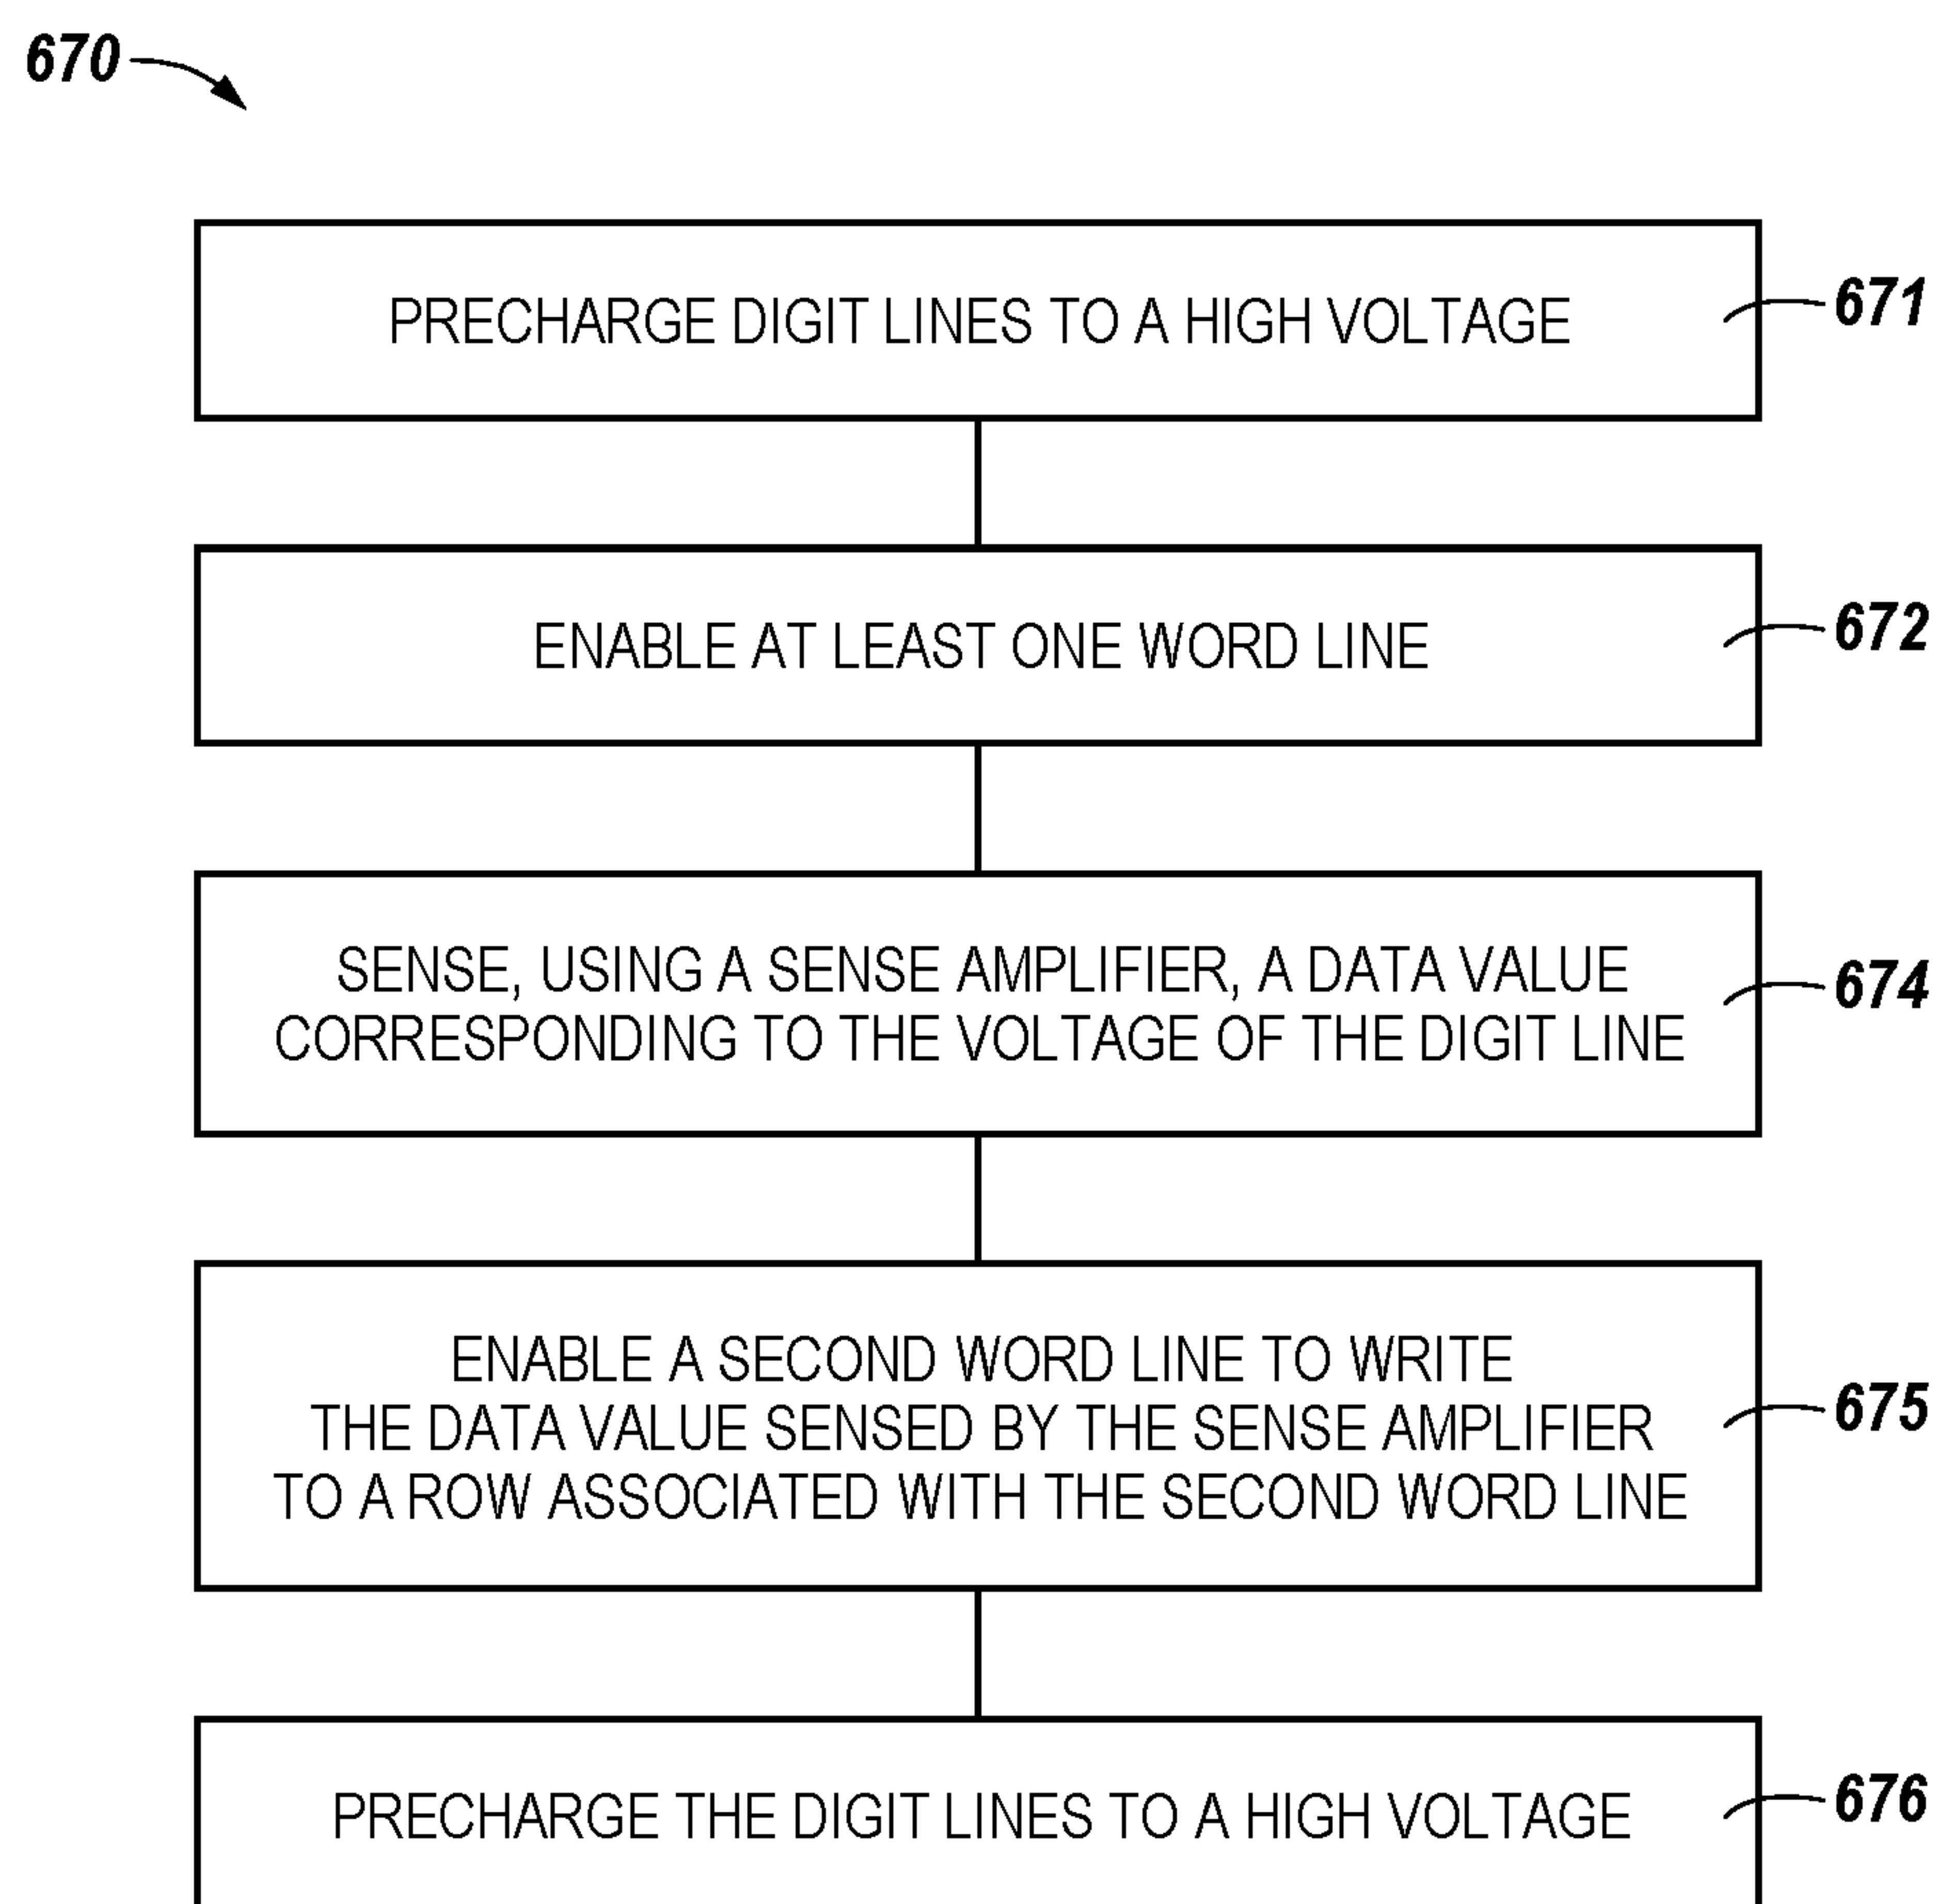 670
PRECHARGE DIGIT LINES TO A HIGH VOLTAGE
671
ENABLE AT LEAST ONE WORD LINE
672
SENSE, USING A SENSE AMPLIFIER, A DATA VALUE
CORRESPONDING TO THE VOLTAGE OF THE DIGIT LINE
674
ENABLE A SECOND WORD LINE TO WRITE
THE DATA VALUE SENSED BY THE SENSE AMPLIFIER
TO A ROW ASSOCIATED WITH THE SECOND WORD LINE
675
PRECHARGE THE DIGIT LINES TO A HIGH VOLTAGE
676